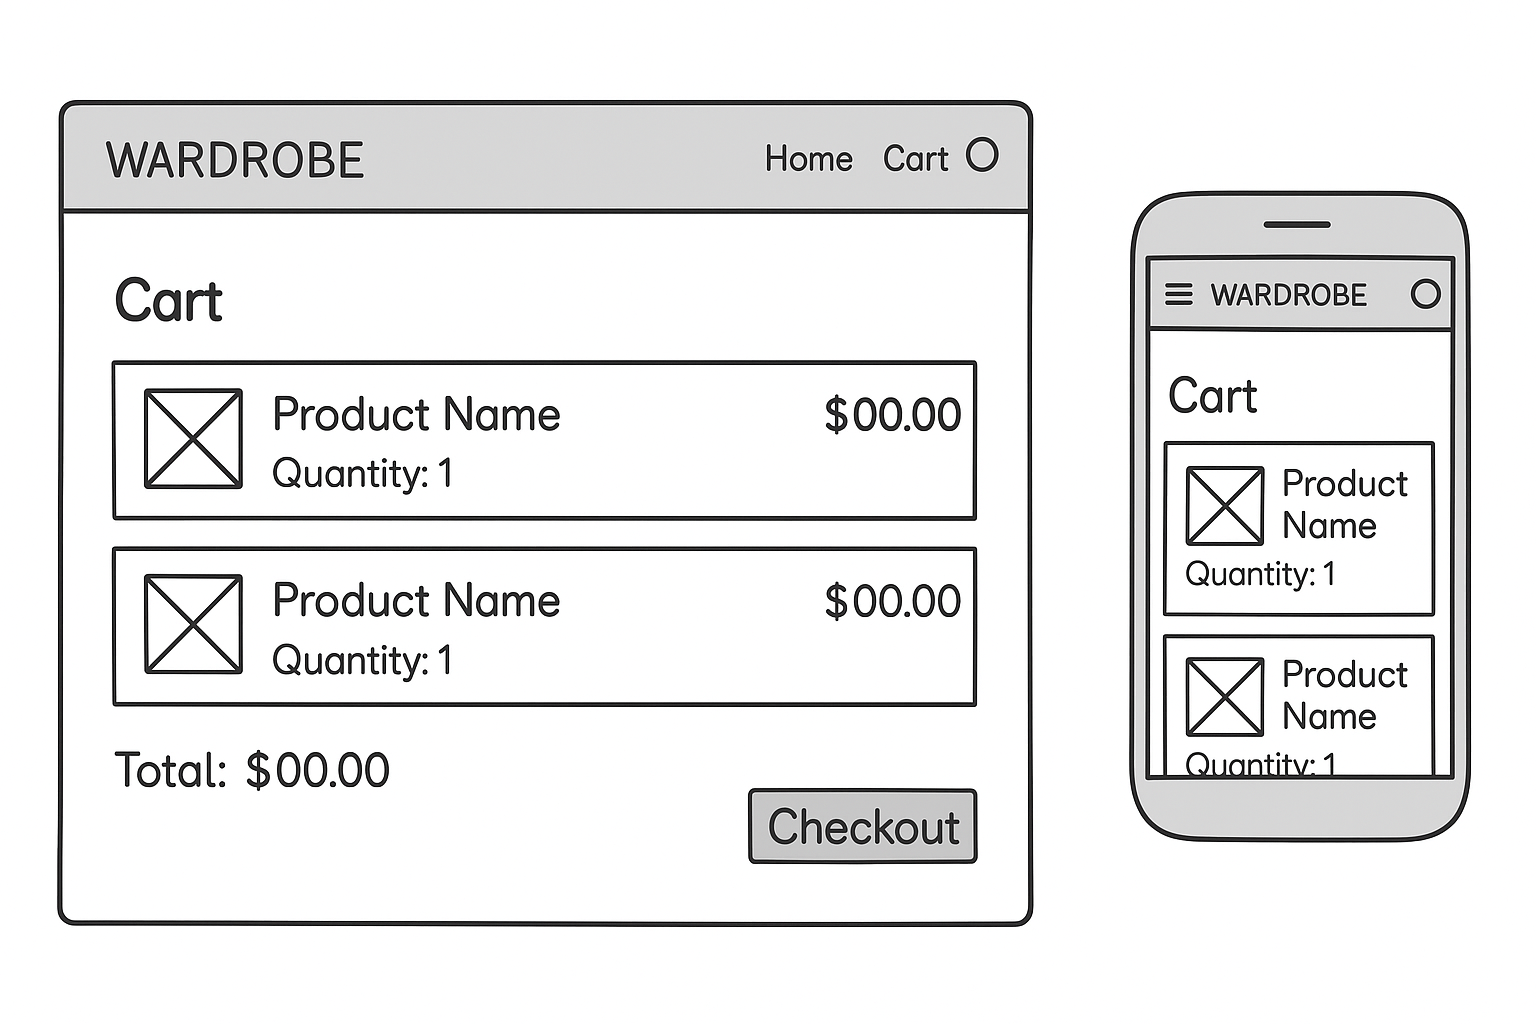 WARDROBE
Home Cart
Cart
Product Name $00.00
Quantity: 1
Product Name $00.00
Quantity: 1
Total: $00.00
Checkout
WARDROBE
Cart
Product
Name
Quantity: 1
Product
Name
Quantity: 1